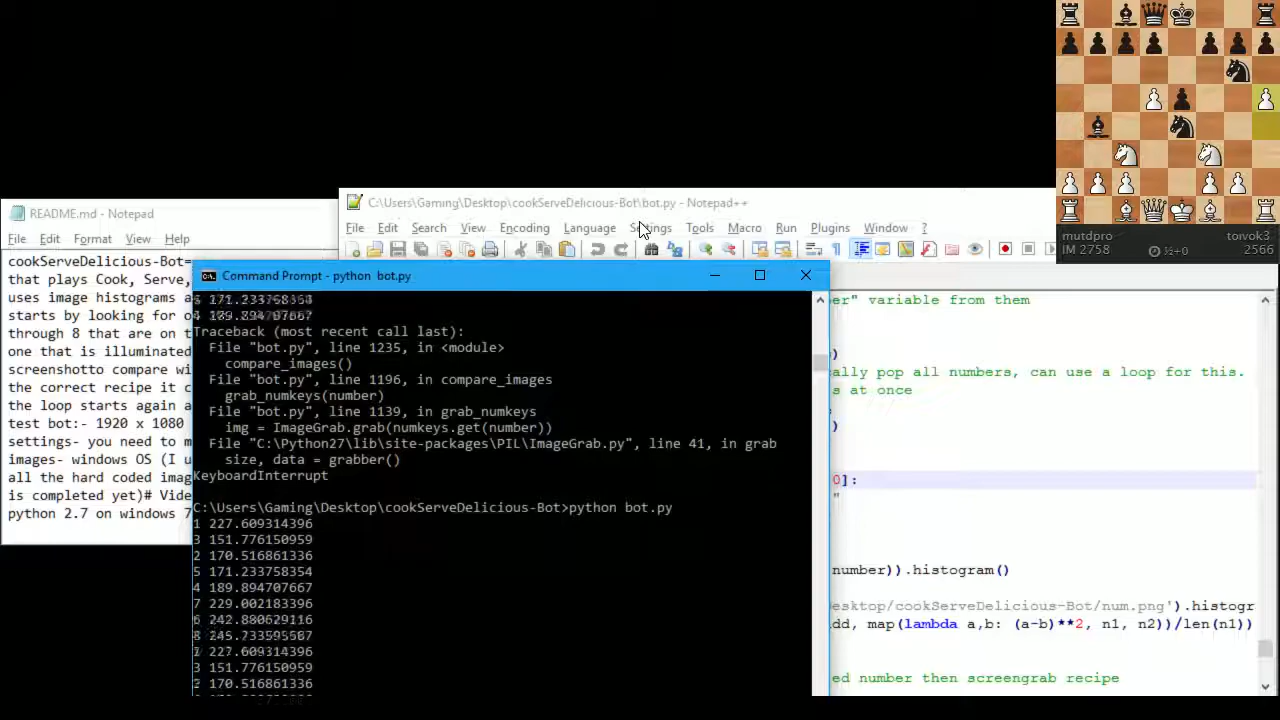 C:\Users\Gaming\Desktop\cookServeDelicious-Bot\bot.py - Notepad++
README.md - Notepad
File Edit Search View Encoding Language Settings Tools Macro Run Plugins Window ?
File Edit Format View Help
mutdpro toivok3
IM 2758 ½+0 2566
cookServeDelicious-Bot=
that plays Cook, Serve,
uses image histograms a
starts by looking for o
through 8 that are on t
one that is illuminated
screenshotto compare wi
the correct recipe it c
the loop starts again a
test bot:- 1920 x 1080
settings- you need to m
images- windows OS (I u
all the hard coded imag
is completed yet)# Vide
python 2.7 on windows 7
Command Prompt - python bot.py
171.233758354
4 189.894707667
Traceback (most recent call last):
File "bot.py", line 1235, in <module>
compare_images()
File "bot.py", line 1196, in compare_images
grab_numkeys(number)
File "bot.py", line 1139, in grab_numkeys
img = ImageGrab.grab(numkeys.get(number))
File "C:\Python27\lib\site-packages\PIL\ImageGrab.py", line 41, in grab
size, data = grabber()
KeyboardInterrupt
C:\Users\Gaming\Desktop\cookServeDelicious-Bot>python bot.py
1 227.609314396
3 151.776150959
2 170.516861336
5 171.233758354
4 189.894707667
7 229.002183396
6 242.880629116
8 245.233595687
1 227.609314396
3 151.776150959
2 170.516861336
er" variable from them
)
ally pop all numbers, can use a loop for this.
s at once
)
0]:
"
number)).histogram()
esktop/cookServeDelicious-Bot/num.png').histogr
dd, map(lambda a,b: (a-b)**2, n1, n2))/len(n1))
ed number then screengrab recipe